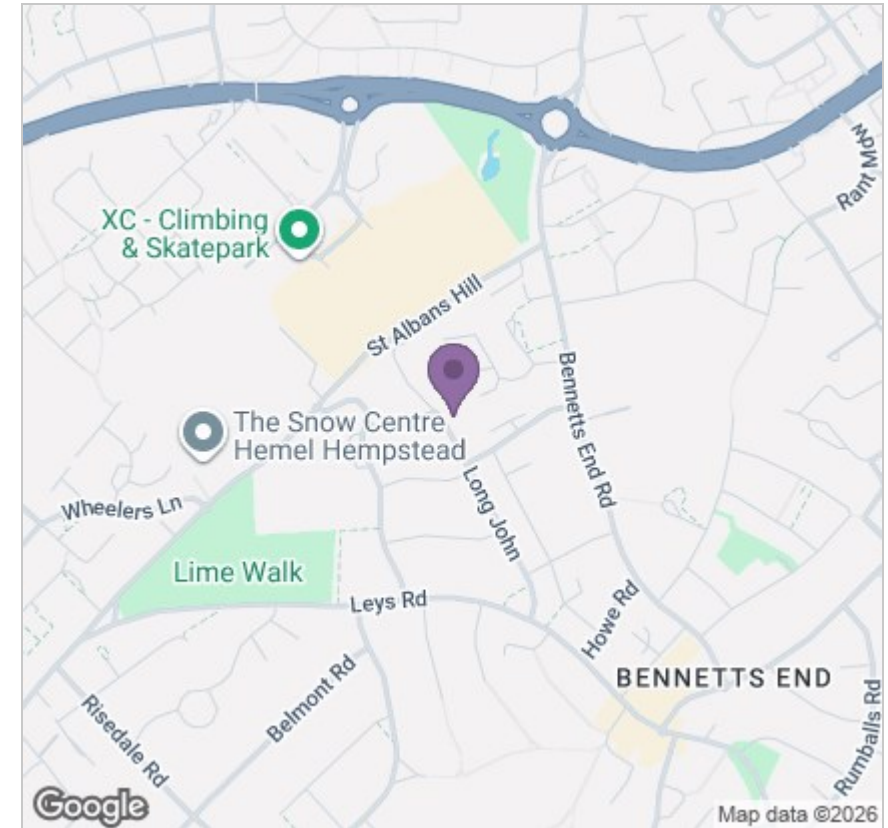 Rant Mdw
XC - Climbing
& Skatepark
St Albans Hill
Bennetts End Rd
The Snow Centre
Hemel Hempstead
Long John
Wheelers Ln
Lime Walk
Leys Rd
Howe Rd
BENNETTS END
Belmont Rd
Risedale Rd
Rumballs Rd
Google
Map data ©2026